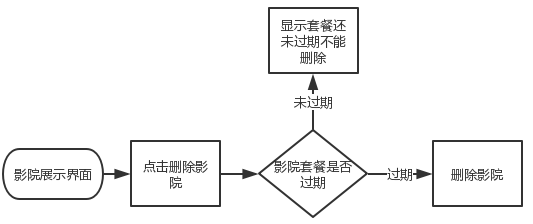 显示套餐还
未过期不能
删除
未过期
影院展示界面
点击删除影
院
影院套餐是否
过期
过期
删除影院